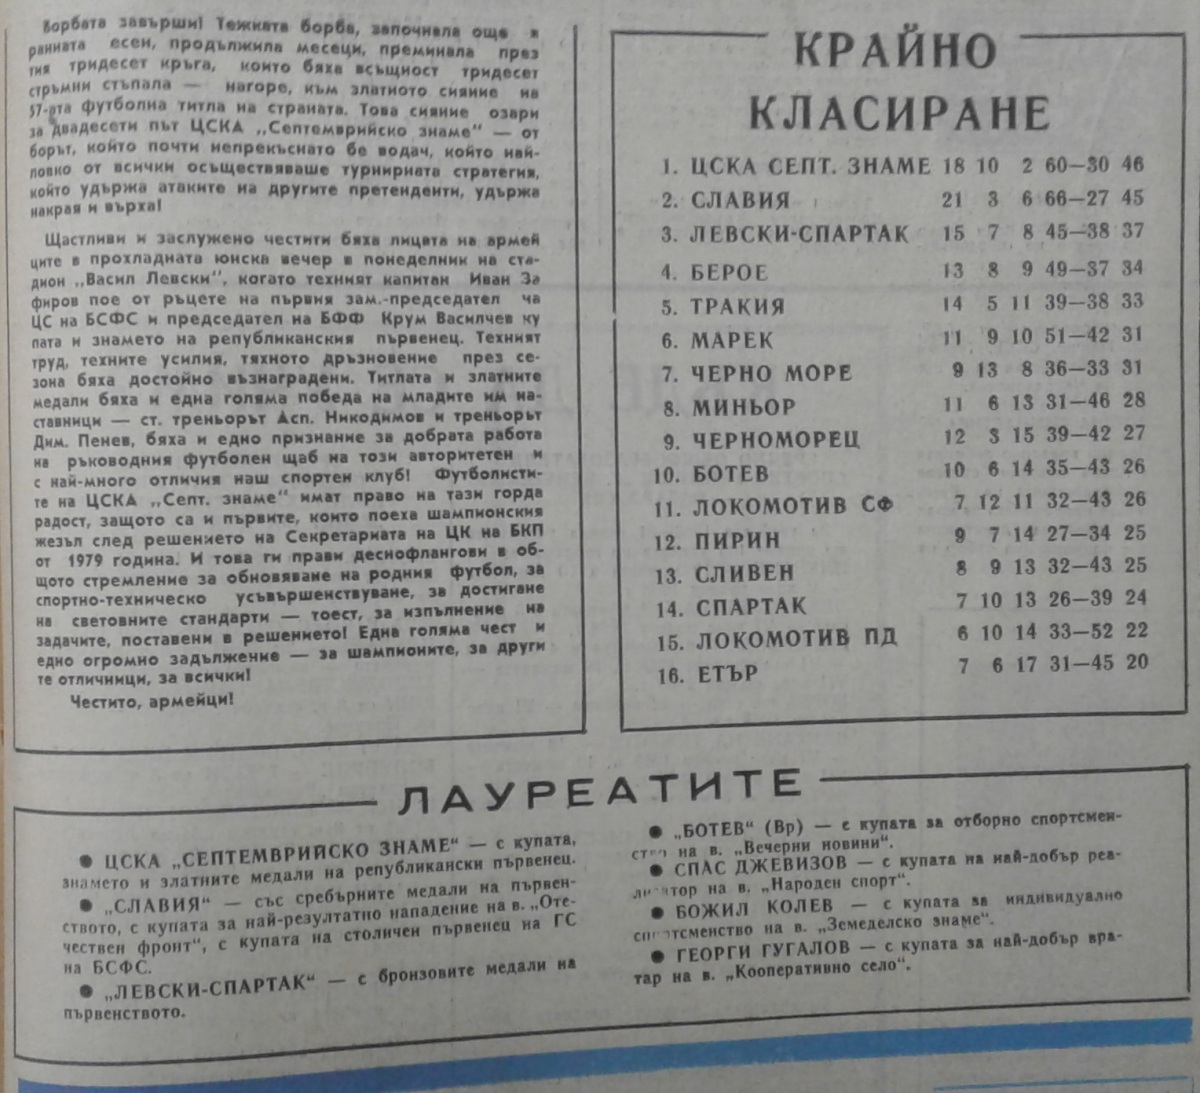 Борбата завърши! Тежката борба, започнала още в
ранната есен, продължила месеци, преминала през
тия тридесет кръга, които бяха всъщност тридесет
стръмни стъпала — нагоре, към златното сияние на
57-ата футболна титла на страната. Това сияние озари
за двадесети път ЦСКА „Септемврийско знаме“ — от
борът, който почти непрекъснато бе водач, който най-
ловко от всички осъществяваше турнирната стратегия,
който удържа атаките на другите претенденти, удържа
накрая и върха!
Щастливи и заслужено честити бяха лицата на армей
ците в прохладната юнска вечер в понеделник на ста-
дион „Васил Левски“, когато техният капитан Иван За
фиров пое от ръцете на първия зам.-председател на
ЦС на БСФС и председател на БФФ Крум Василчев ку
пата и знамето на републиканския първенец. Техният
труд, техните усилия, тяхното дръзновение през се-
зона бяха достойно възнаградени. Титлата и златните
медали бяха и една голяма победа на младите им на-
ставници — ст. треньорът Асп. Никодимов и треньорът
Дим. Пенев, бяха и едно признание за добрата работа
на ръководния футболен щаб на този авторитетен и
с най-много отличия наш спортен клуб! Футболисти-
те на ЦСКА „Септ. знаме“ имат право на тази горда
радост, защото са и първите, които поеха шампионския
жезъл след решението на Секретариата на ЦК на БКП
от 1979 година. И това ги прави деснофлангови в об-
щото стремление за обновяване на родния футбол, за
спортно-техническо усъвършенствуване, за достигане
на световните стандарти — тоест, за изпълнение на
задачите, поставени в решението! Една голяма чест и
едно огромно задължение — за шампионите, за други
те отличници, за всички!
Честито, армейци!
КРАЙНО
КЛАСИРАНЕ
1. ЦСКА СЕПТ. ЗНАМЕ 18 10 2 60—30 46
2. СЛАВИЯ 21 3 6 66—27 45
3. ЛЕВСКИ-СПАРТАК 15 7 8 45—38 37
4. БЕРОЕ 13 8 9 49—37 34
5. ТРАКИЯ 14 5 11 39—38 33
6. МАРЕК 11 9 10 51—42 31
7. ЧЕРНО МОРЕ 9 13 8 36—33 31
8. МИНЬОР 11 6 13 31—46 28
9. ЧЕРНОМОРЕЦ 12 3 15 39—42 27
10. БОТЕВ 10 6 14 35—43 26
11. ЛОКОМОТИВ СФ 7 12 11 32—43 26
12. ПИРИН 9 7 14 27—34 25
13. СЛИВЕН 8 9 13 32—43 25
14. СПАРТАК 7 10 13 26—39 24
15. ЛОКОМОТИВ ПД 6 10 14 33—52 22
16. ЕТЪР 7 6 17 31—45 20
ЛАУРЕАТИТЕ
● ЦСКА „СЕПТЕМВРИЙСКО ЗНАМЕ“ — с купата,
знамето и златните медали на републикански първенец.
● „СЛАВИЯ“ — със сребърните медали на първен-
ството, с купата за най-резултатно нападение на в. „Оте-
чествен фронт“, с купата на столичен първенец на ГС
на БСФС.
● „ЛЕВСКИ-СПАРТАК“ — с бронзовите медали на
първенството.
● „БОТЕВ“ (Вр) — с купата за отборно спортсмен-
ство на в. „Вечерни новини“.
● СПАС ДЖЕВИЗОВ — с купата на най-добър реа-
лизатор на в. „Народен спорт“.
● БОЖИЛ КОЛЕВ — с купата за индивидуално
спортсменство на в. „Земеделско знаме“.
● ГЕОРГИ ГУГАЛОВ — с купата за най-добър вра-
тар на в. „Кооперативно село“.